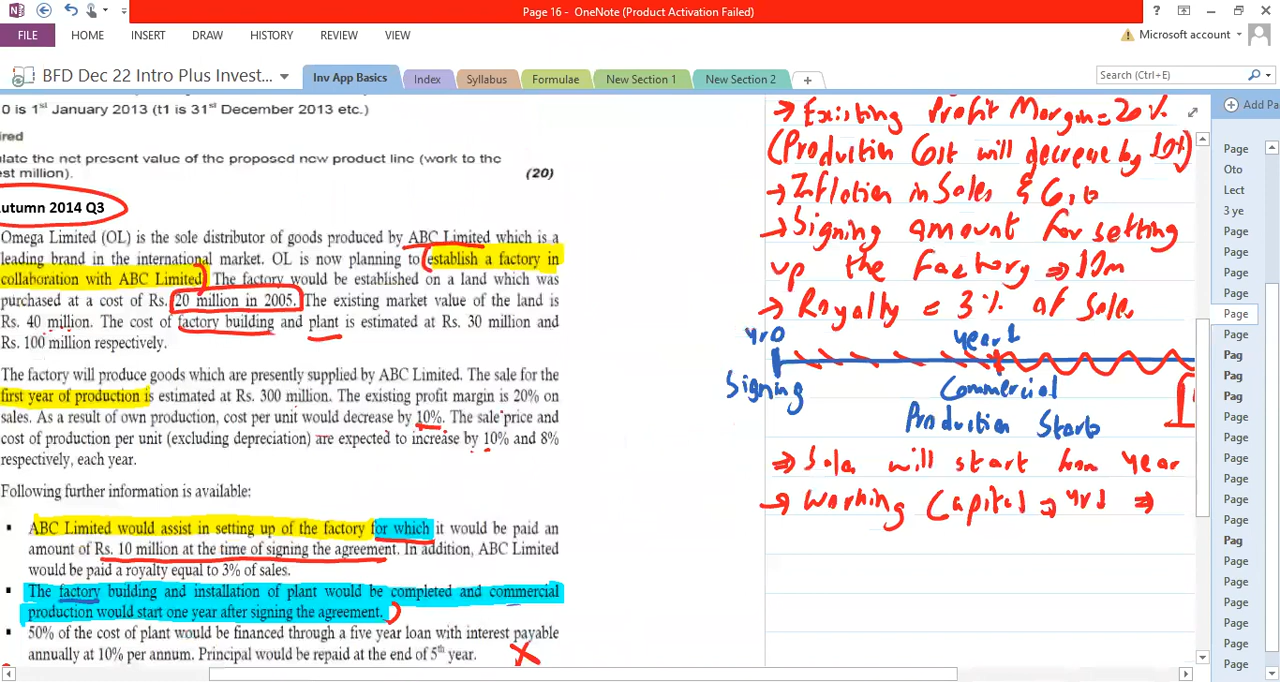 Page 16 - OneNote (Product Activation Failed)
FILE HOME INSERT DRAW HISTORY REVIEW VIEW Microsoft account
BFD Dec 22 Intro Plus Invest... Inv App Basics Index Syllabus Formulae New Section 1 New Section 2 Search (Ctrl+E)
0 is 1st January 2013 (t1 is 31st December 2013 etc.)
ired
late the net present value of the proposed new product line (work to the
est million).
(20)
utumn 2014 Q3
Omega Limited (OL) is the sole distributor of goods produced by ABC Limited which is a
leading brand in the international market. OL is now planning to establish a factory in
collaboration with ABC Limited. The factory would be established on a land which was
purchased at a cost of Rs. 20 million in 2005. The existing market value of the land is
Rs. 40 million. The cost of factory building and plant is estimated at Rs. 30 million and
Rs. 100 million respectively.
The factory will produce goods which are presently supplied by ABC Limited. The sale for the
first year of production is estimated at Rs. 300 million. The existing profit margin is 20% on
sales. As a result of own production, cost per unit would decrease by 10%. The sale price and
cost of production per unit (excluding depreciation) are expected to increase by 10% and 8%
respectively, each year.
Following further information is available:
▪ ABC Limited would assist in setting up of the factory for which it would be paid an
amount of Rs. 10 million at the time of signing the agreement. In addition, ABC Limited
would be paid a royalty equal to 3% of sales.
▪ The factory building and installation of plant would be completed and commercial
production would start one year after signing the agreement.
▪ 50% of the cost of plant would be financed through a five year loan with interest payable
annually at 10% per annum. Principal would be repaid at the end of 5th year.
→ Existing Profit Margin = 20%
(Production Cost will decrease by 10%)
→ Inflation in Sales &
→ Signing amount for setting
up the factory ⇒ 10m
→ Royalty = 3% of Sales
yr0 year 1
Signing Commercial
Production Starts
⇒ Sales will start from year
→ Working Capital ⇒ yr1 ⇒
Add Pa
Page
Oto
Lect
3 ye
Page
Page
Page
Page
Page
Page
Pag
Pag
Pag
Page
Page
Page
Page
Page
Page
Pag
Page
Page
Page
Page
Page
Page